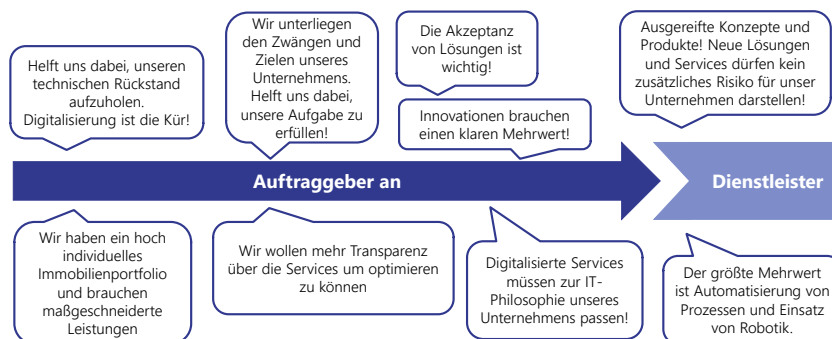 Helft uns dabei, unseren
technischen Rückstand
aufzuholen.
Digitalisierung ist die Kür!
Wir unterliegen
den Zwängen und
Zielen unseres
Unternehmens.
Helft uns dabei,
unsere Aufgabe zu
erfüllen!
Die Akzeptanz
von Lösungen ist
wichtig!
Innovationen brauchen
einen klaren Mehrwert!
Ausgereifte Konzepte und
Produkte! Neue Lösungen
und Services dürfen kein
zusätzliches Risiko für unser
Unternehmen darstellen!
Auftraggeber an
Dienstleister
Wir haben ein hoch
individuelles
Immobilienportfolio
und brauchen
maßgeschneiderte
Leistungen
Wir wollen mehr Transparenz
über die Services um optimieren
zu können
Digitalisierte Services
müssen zur IT-
Philosophie unseres
Unternehmens passen!
Der größte Mehrwert
ist Automatisierung von
Prozessen und Einsatz
von Robotik.